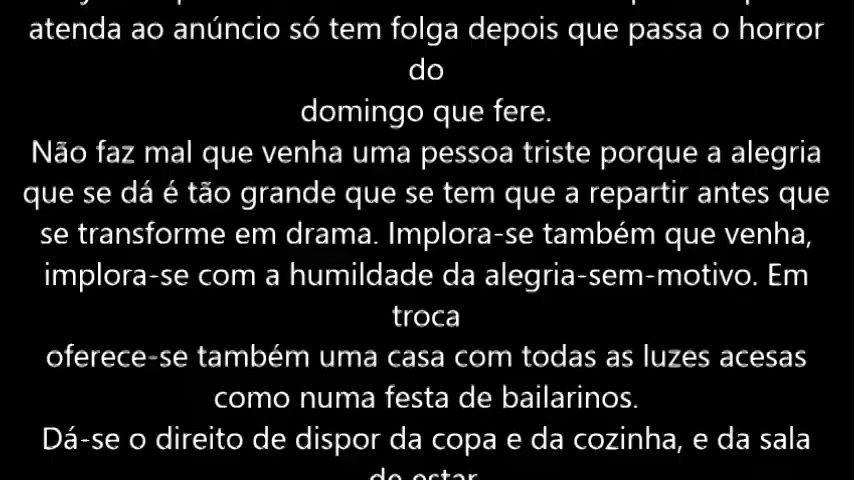 atenda ao anúncio só tem folga depois que passa o horror
do
domingo que fere.
Não faz mal que venha uma pessoa triste porque a alegria
que se dá é tão grande que se tem que a repartir antes que
se transforme em drama. Implora-se também que venha,
implora-se com a humildade da alegria-sem-motivo. Em
troca
oferece-se também uma casa com todas as luzes acesas
como numa festa de bailarinos.
Dá-se o direito de dispor da copa e da cozinha, e da sala
de estar